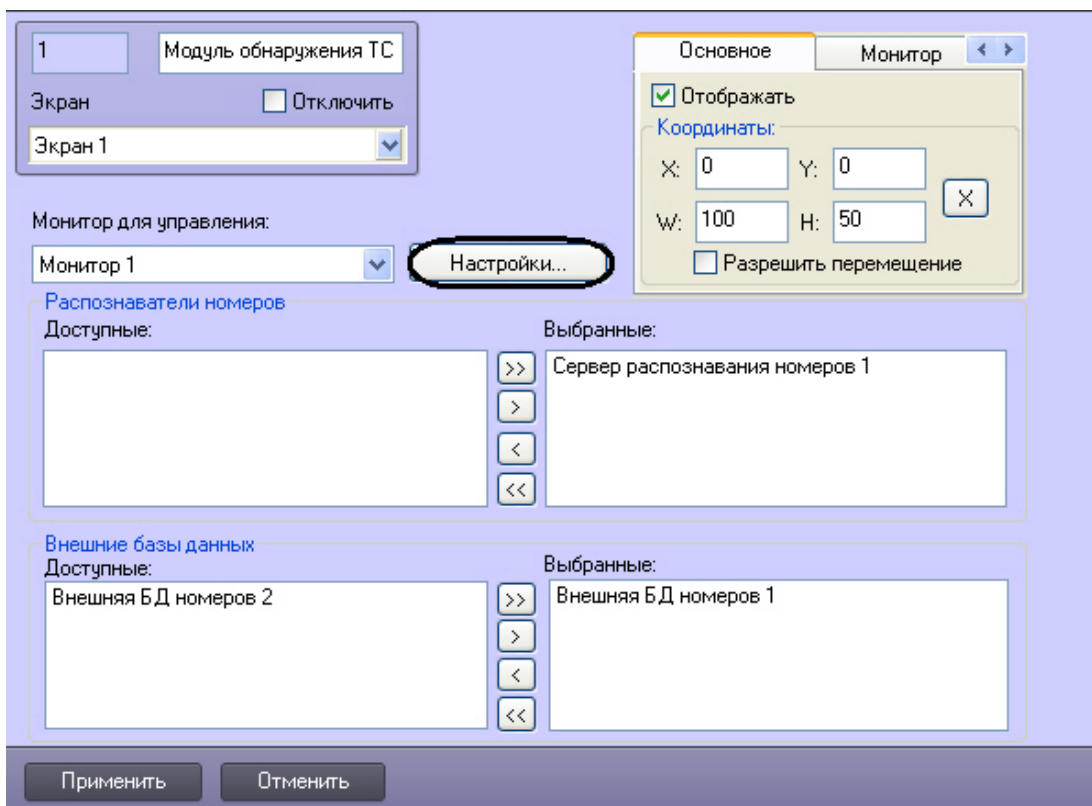 1 Модуль обнаружения ТС
Экран Отключить
Экран 1
Основное Монитор
Отображать
Координаты:
X: 0 Y: 0
X
W: 100 H: 50
Разрешить перемещение
Монитор для управления:
Монитор 1 Настройки...
Распознаватели номеров
Доступные: Выбранные:
Сервер распознавания номеров 1
>>
>
<
<<
Внешние базы данных
Доступные: Выбранные:
Внешняя БД номеров 2 >> Внешняя БД номеров 1
>
<
<<
Применить Отменить